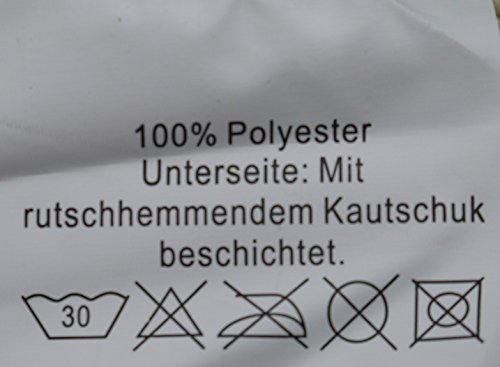 100% Polyester
Unterseite: Mit
rutschhemmendem Kautschuk
beschichtet.
30